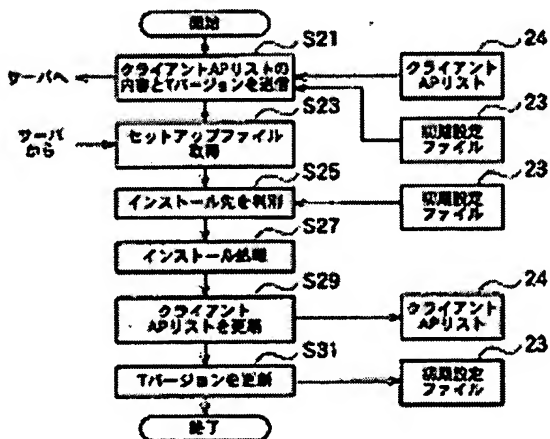 開始
S21
クライアントAPリストの
内容とTバージョンを送信
サーバへ
24
クライアント
APリスト
23
初期設定
ファイル
S23
セットアップファイル
取得
サーバ
から
S25
インストール先を判別
23
初期設定
ファイル
S27
インストール処理
S29
クライアント
APリストを更新
24
クライアント
APリスト
S31
Tバージョンを更新
23
初期設定
ファイル
終了